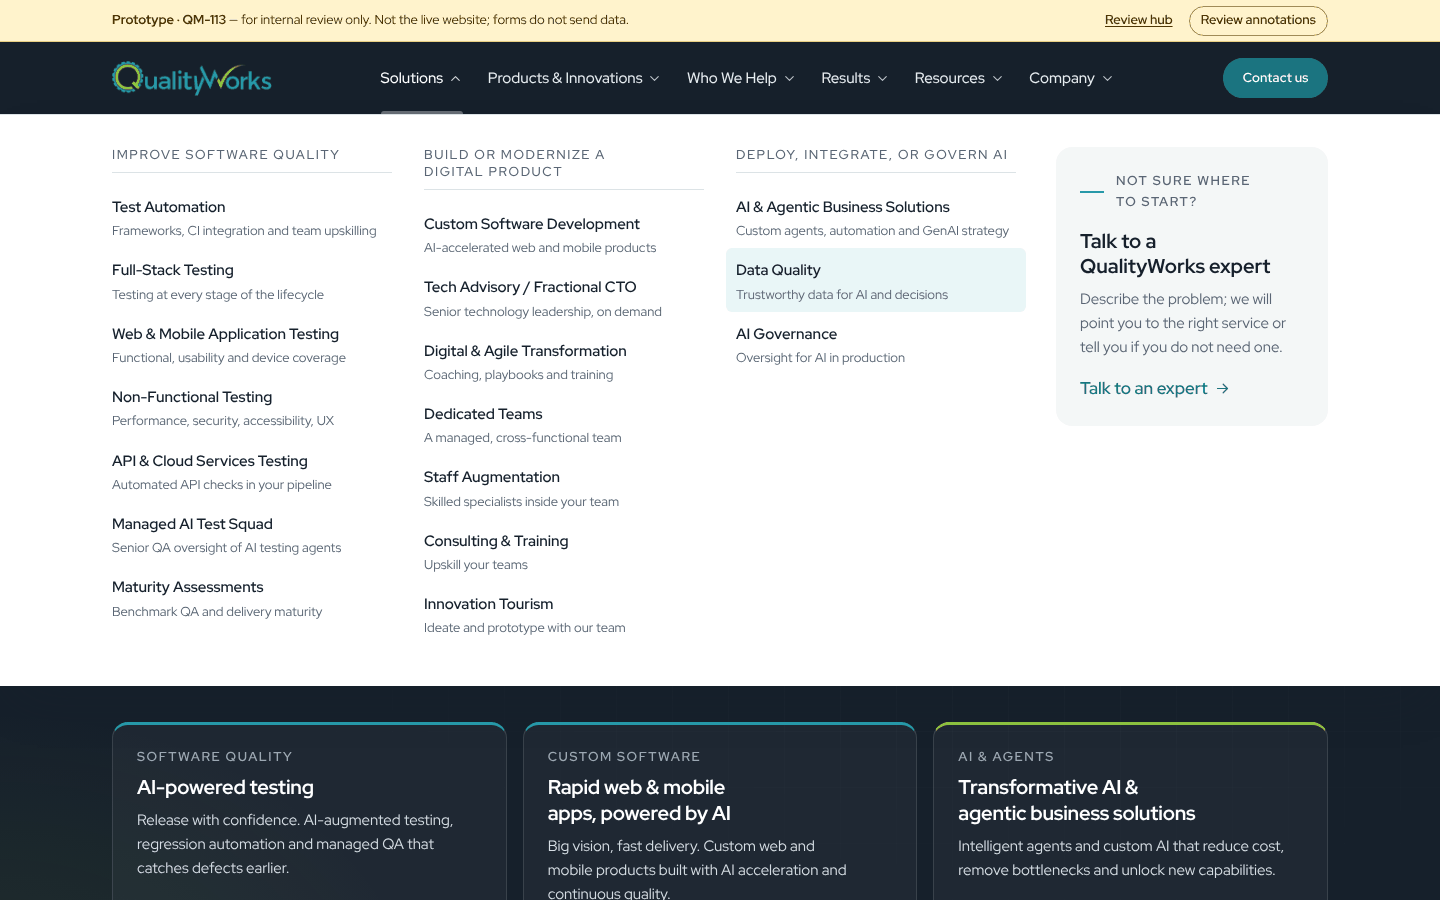 Prototype · QM-113 — for internal review only. Not the live website; forms do not send data.
Review hub
Review annotations
QualityWorks
Solutions
Products & Innovations
Who We Help
Results
Resources
Company
Contact us
IMPROVE SOFTWARE QUALITY
Test Automation
Frameworks, CI integration and team upskilling
Full-Stack Testing
Testing at every stage of the lifecycle
Web & Mobile Application Testing
Functional, usability and device coverage
Non-Functional Testing
Performance, security, accessibility, UX
API & Cloud Services Testing
Automated API checks in your pipeline
Managed AI Test Squad
Senior QA oversight of AI testing agents
Maturity Assessments
Benchmark QA and delivery maturity
BUILD OR MODERNIZE A
DIGITAL PRODUCT
Custom Software Development
AI-accelerated web and mobile products
Tech Advisory / Fractional CTO
Senior technology leadership, on demand
Digital & Agile Transformation
Coaching, playbooks and training
Dedicated Teams
A managed, cross-functional team
Staff Augmentation
Skilled specialists inside your team
Consulting & Training
Upskill your teams
Innovation Tourism
Ideate and prototype with our team
DEPLOY, INTEGRATE, OR GOVERN AI
AI & Agentic Business Solutions
Custom agents, automation and GenAI strategy
Data Quality
Trustworthy data for AI and decisions
AI Governance
Oversight for AI in production
NOT SURE WHERE
TO START?
Talk to a
QualityWorks expert
Describe the problem; we will
point you to the right service or
tell you if you do not need one.
Talk to an expert →
SOFTWARE QUALITY
AI-powered testing
Release with confidence. AI-augmented testing,
regression automation and managed QA that
catches defects earlier.
CUSTOM SOFTWARE
Rapid web & mobile
apps, powered by AI
Big vision, fast delivery. Custom web and
mobile products built with AI acceleration and
continuous quality.
AI & AGENTS
Transformative AI &
agentic business solutions
Intelligent agents and custom AI that reduce cost,
remove bottlenecks and unlock new capabilities.